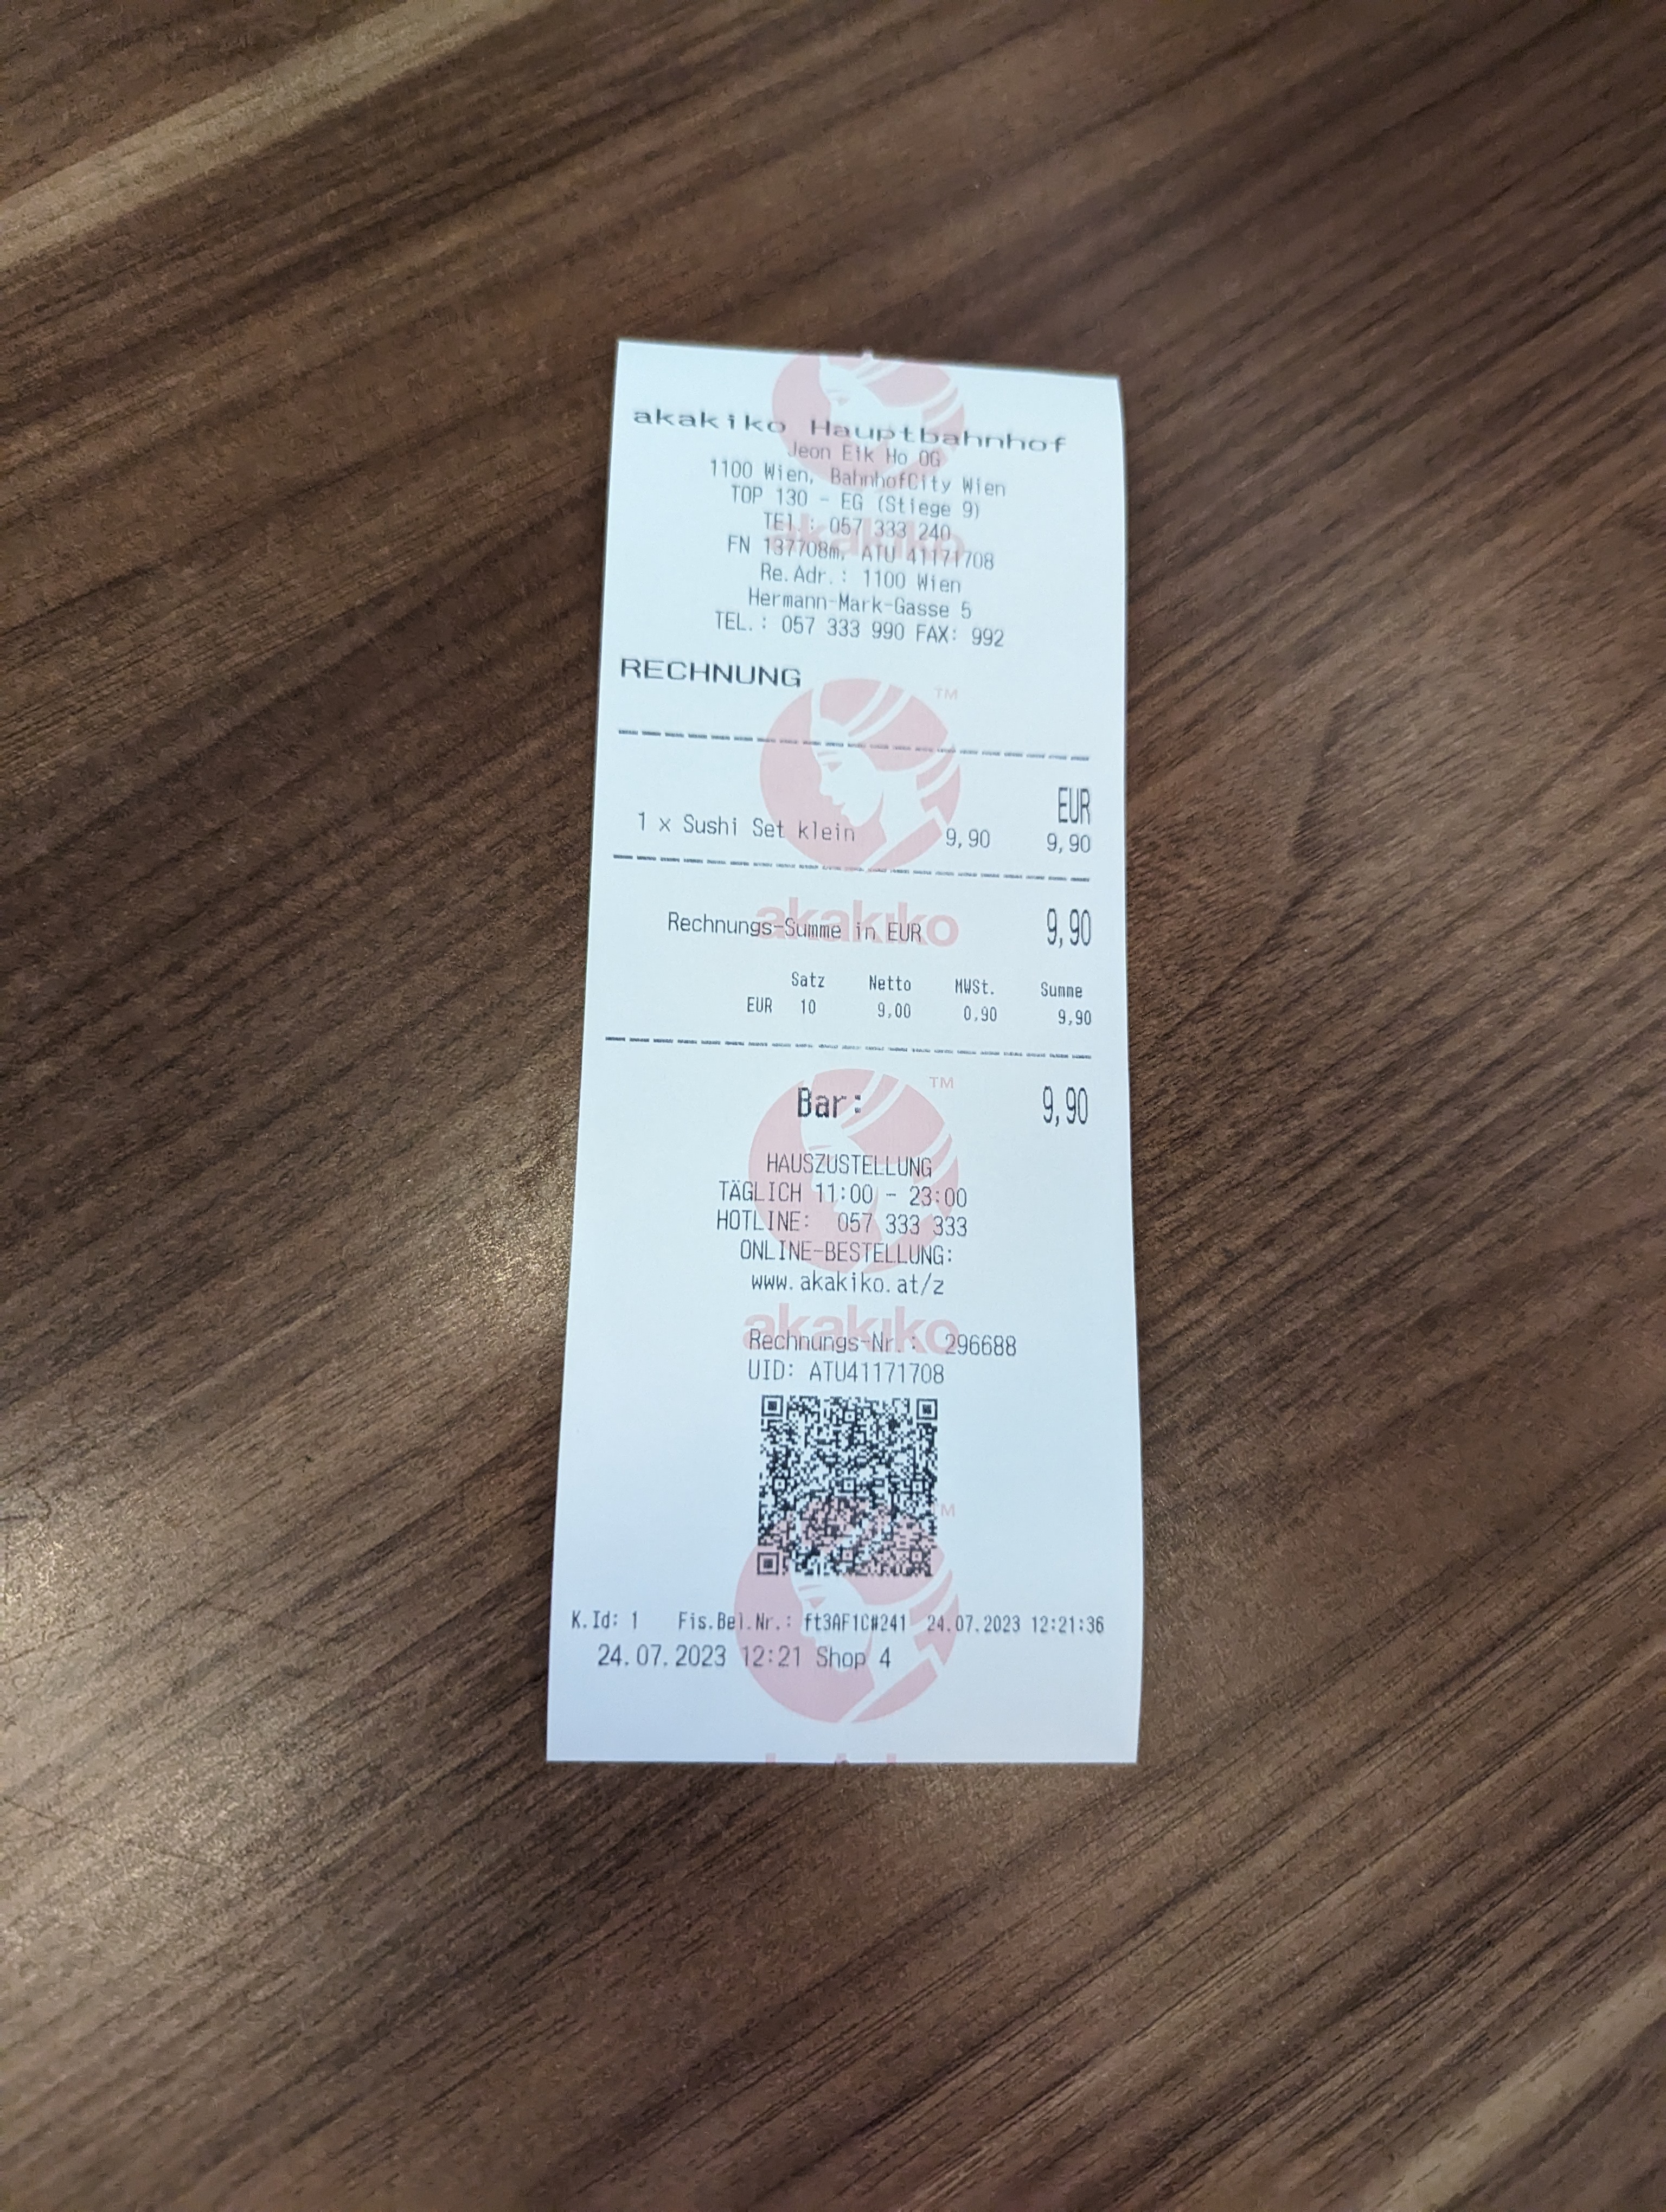 akakiko Hauptbahnhof
Jeon Eik Ho OG
1100 Wien, BahnhofCity Wien
TOP 130 - EG (Stiege 9)
TEl.: 057 333 240
FN 137708m, ATU 41171708
Re.Adr.: 1100 Wien
Hermann-Mark-Gasse 5
TEL.: 057 333 990 FAX: 992
RECHNUNG
EUR
1 x Sushi Set klein 9,90 9,90
Rechnungs-Summe in EUR 9,90
Satz Netto MWSt. Summe
EUR 10 9,00 0,90 9,90
Bar: 9,90
HAUSZUSTELLUNG
TÄGLICH 11:00 - 23:00
HOTLINE: 057 333 333
ONLINE-BESTELLUNG:
www.akakiko.at/z
Rechnungs-Nr.: 296688
UID: ATU41171708
K.Id: 1 Fis.Bel.Nr.: ft3AF1C#241 24.07.2023 12:21:36
24.07.2023 12:21 Shop 4
akakiko
TM
akakiko
TM
akakiko
TM